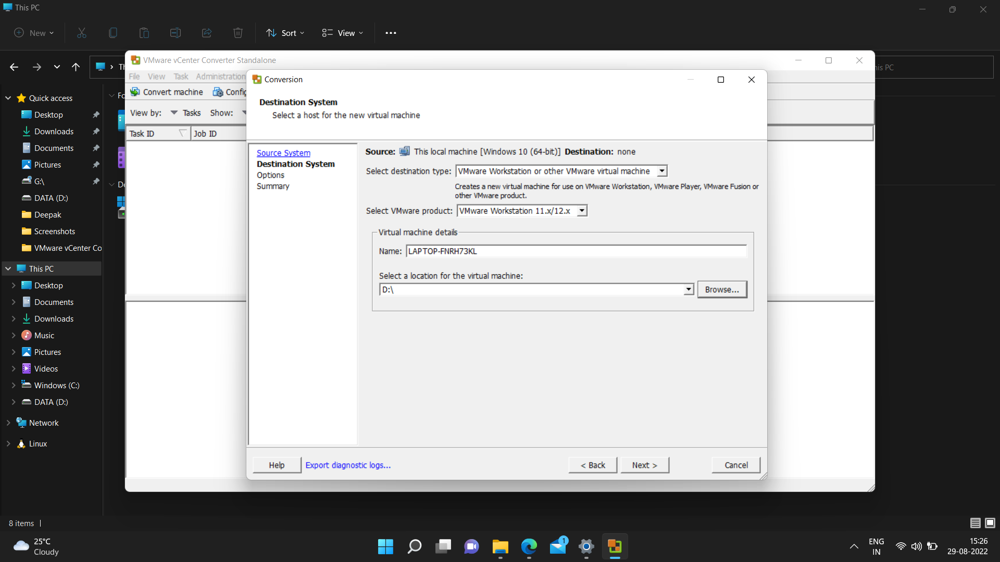 This PC
New
Sort
View
VMware vCenter Converter Standalone
File View Task Administration
Convert machine
View by: Tasks Show:
Task ID Job ID
Conversion
Destination System
Select a host for the new virtual machine
Source System
Destination System
Options
Summary
Source: This local machine [Windows 10 (64-bit)] Destination: none
Select destination type: VMware Workstation or other VMware virtual machine
Creates a new virtual machine for use on VMware Workstation, VMware Player, VMware Fusion or
other VMware product.
Select VMware product: VMware Workstation 11.x/12.x
Virtual machine details
Name: LAPTOP-FNRH73KL
Select a location for the virtual machine:
D:\ Browse...
Help Export diagnostic logs... < Back Next > Cancel
Quick access
Desktop
Downloads
Documents
Pictures
G:\
DATA (D:)
Deepak
Screenshots
VMware vCenter Co
This PC
Desktop
Documents
Downloads
Music
Pictures
Videos
Windows (C:)
DATA (D:)
Network
Linux
8 items
25°C
Cloudy
1
ENG
IN
15:26
29-08-2022